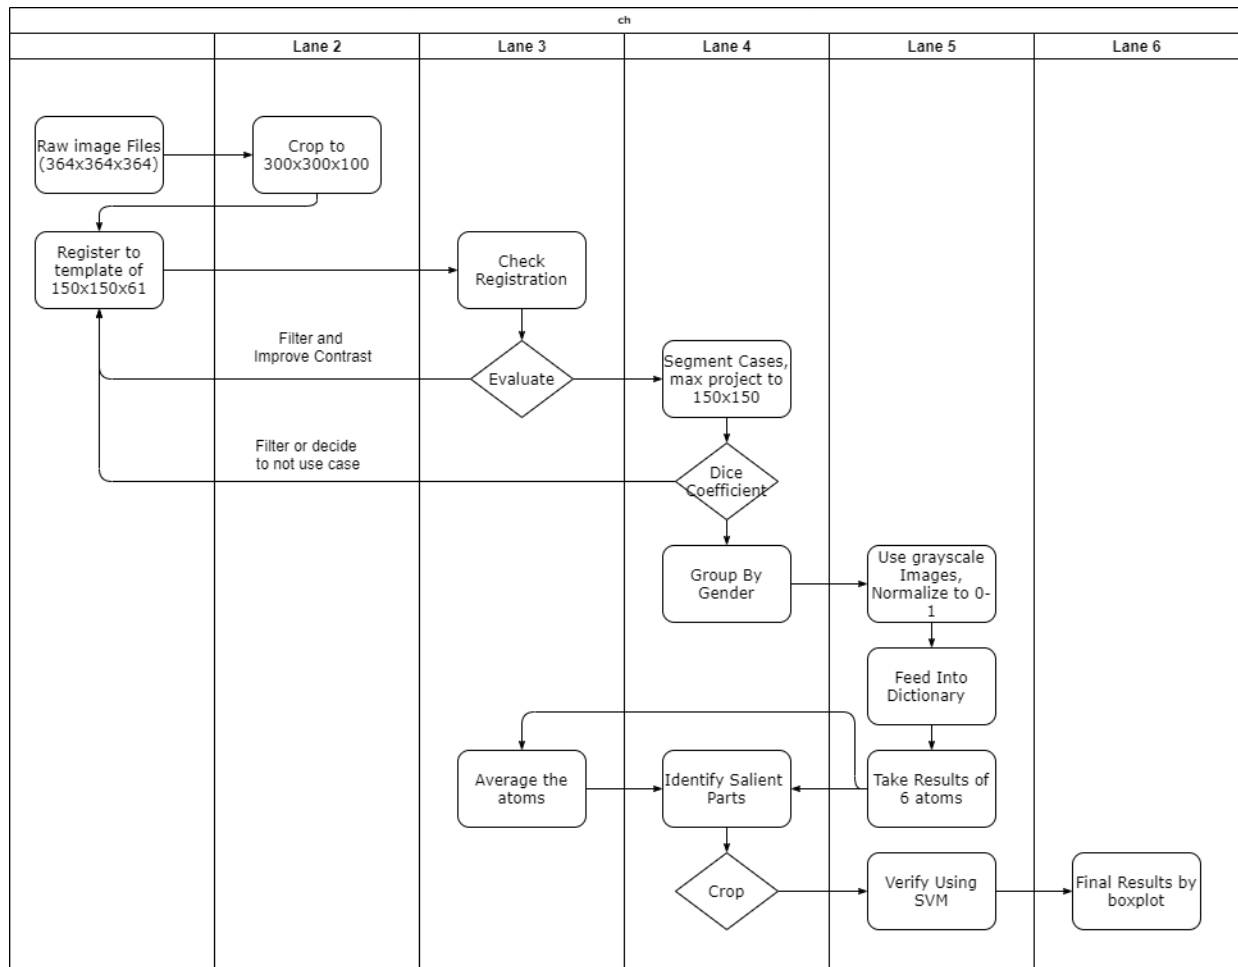 ch
Lane 2
Lane 3
Lane 4
Lane 5
Lane 6
Raw image Files
(364x364x364)
Crop to
300x300x100
Register to
template of
150x150x61
Check
Registration
Filter and
Improve Contrast
Evaluate
Segment Cases,
max project to
150x150
Filter or decide
to not use case
Dice
Coefficient
Group By
Gender
Use grayscale
Images,
Normalize to 0-
1
Feed Into
Dictionary
Average the
atoms
Identify Salient
Parts
Take Results of
6 atoms
Crop
Verify Using
SVM
Final Results by
boxplot